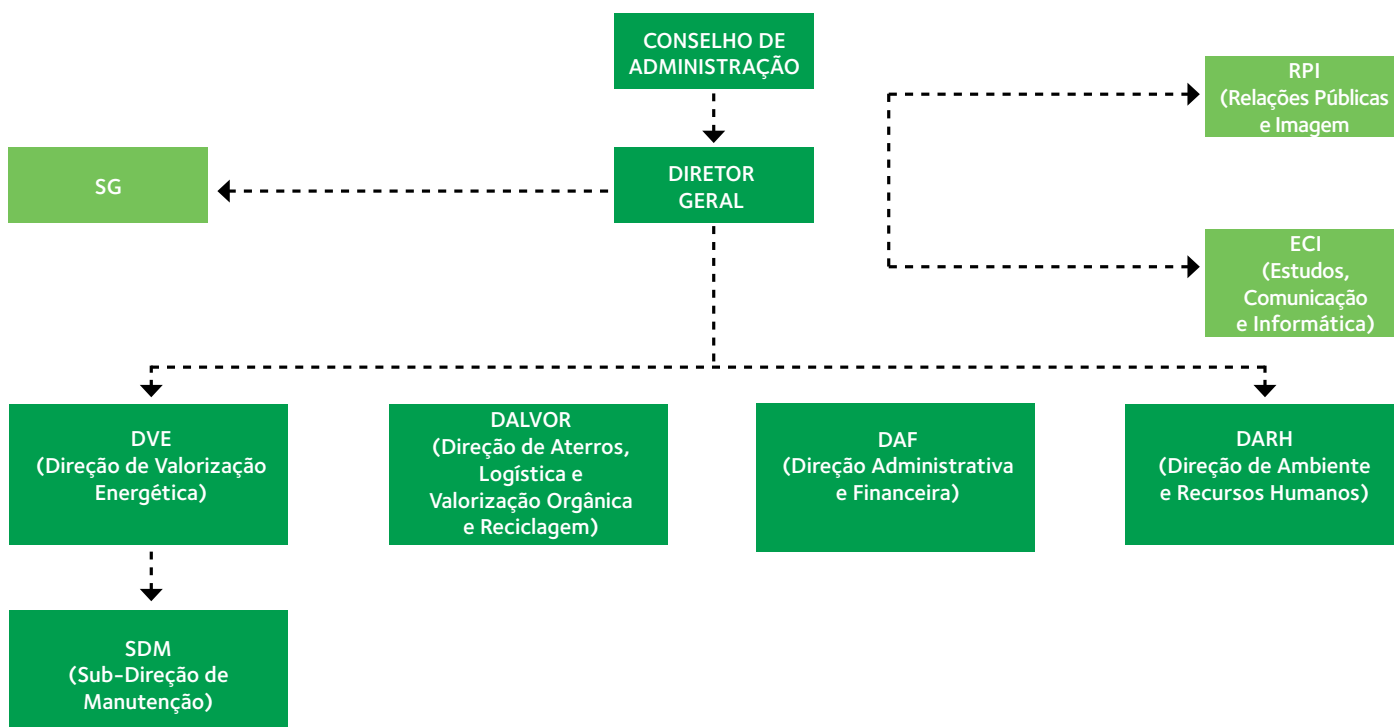 CONSELHO DE
ADMINISTRAÇÃO
RPI
(Relações Públicas
e Imagem
SG
DIRETOR
GERAL
ECI
(Estudos,
Comunicação
e Informática)
DVE
(Direção de Valorização
Energética)
DALVOR
(Direção de Aterros,
Logística e
Valorização Orgânica
e Reciclagem)
DAF
(Direção Administrativa
e Financeira)
DARH
(Direção de Ambiente
e Recursos Humanos)
SDM
(Sub-Direção de
Manutenção)